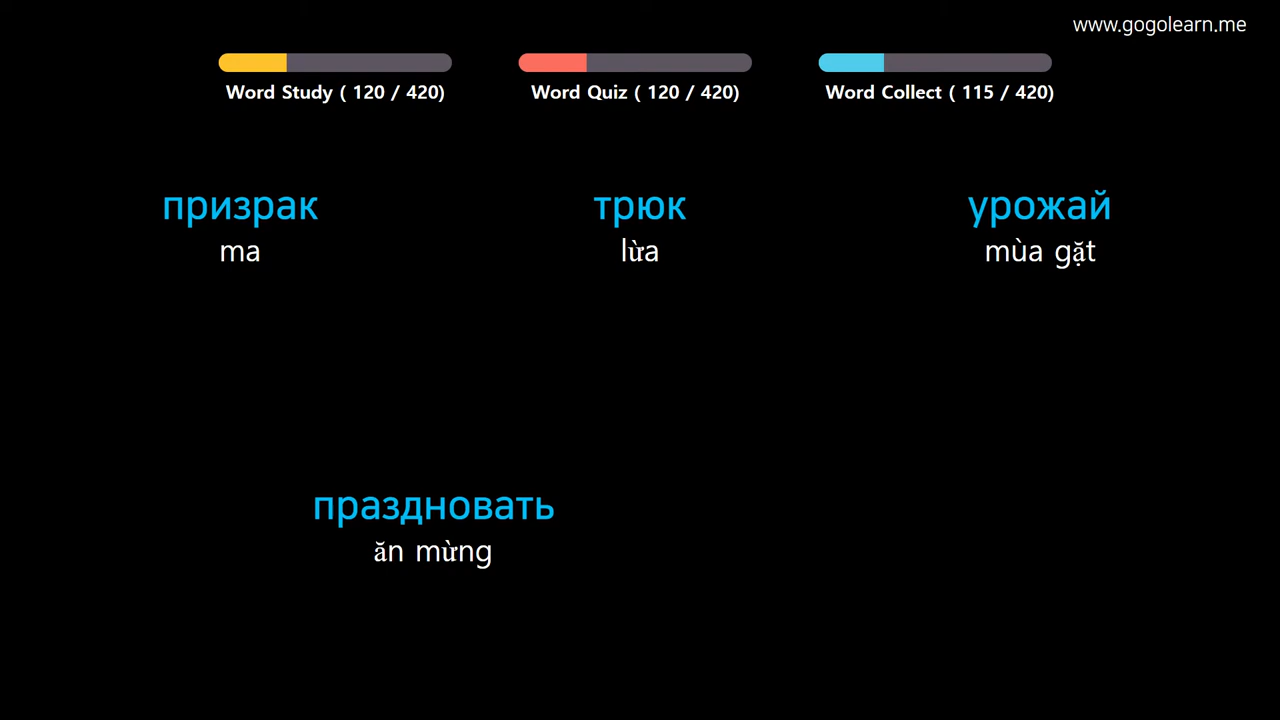 www.gogolearn.me
Word Study ( 120 / 420)
Word Quiz ( 120 / 420)
Word Collect ( 115 / 420)
призрак
ma
трюк
lừa
урожай
mùa gặt
праздновать
ăn mừng